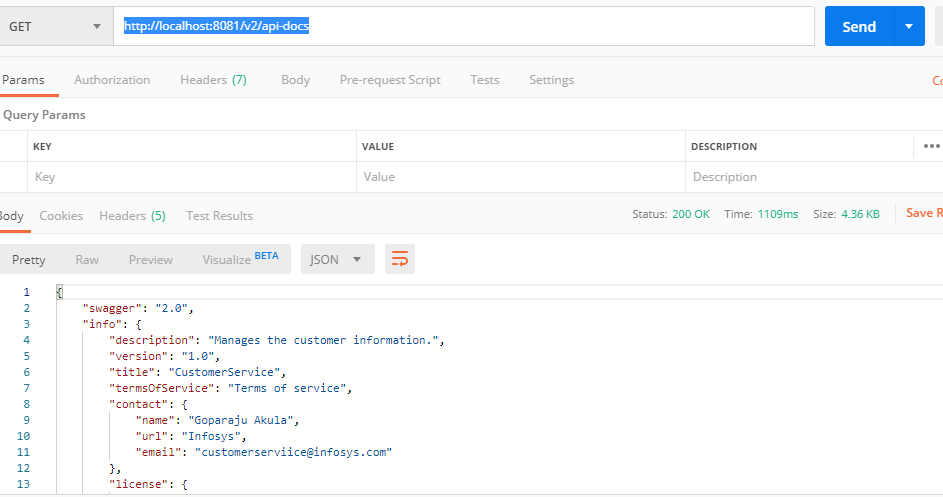 GET http://localhost:8081/v2/api-docs Send
Params Authorization Headers (7) Body Pre-request Script Tests Settings Co
Query Params
KEY VALUE DESCRIPTION
Key Value Description
Body Cookies Headers (5) Test Results Status: 200 OK Time: 1109ms Size: 4.36 KB Save R
Pretty Raw Preview Visualize BETA JSON
1 {
2 "swagger": "2.0",
3 "info": {
4 "description": "Manages the customer information.",
5 "version": "1.0",
6 "title": "CustomerService",
7 "termsOfService": "Terms of service",
8 "contact": {
9 "name": "Goparaju Akula",
10 "url": "Infosys",
11 "email": "customerserviice@infosys.com"
12 },
13 "license": {